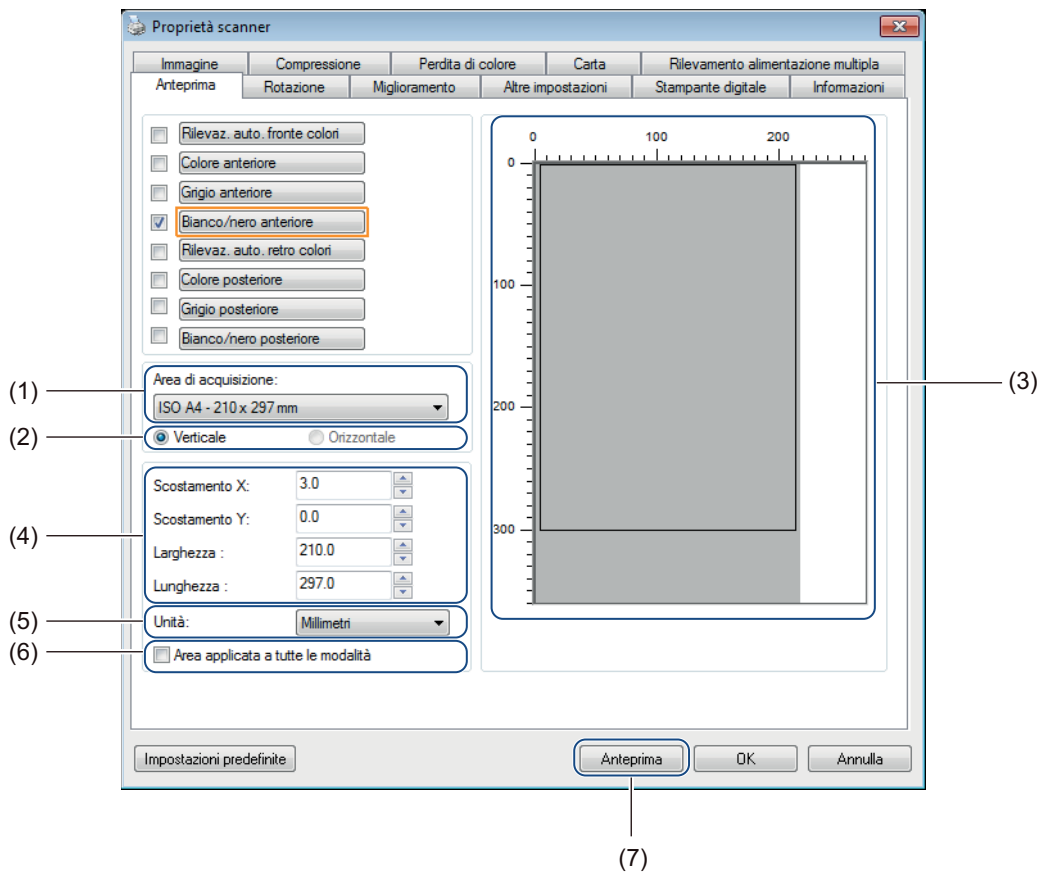 Proprietà scanner
Immagine Compressione Perdita di colore Carta Rilevamento alimentazione multipla
Anteprima Rotazione Miglioramento Altre impostazioni Stampante digitale Informazioni
Rilevaz. auto. fronte colori
Colore anteriore
Grigio anteriore
Bianco/nero anteriore
Rilevaz. auto. retro colori
Colore posteriore
Grigio posteriore
Bianco/nero posteriore
0 100 200
0
100
200
300
(1)
Area di acquisizione:
ISO A4 - 210 x 297 mm
(2)
Verticale Orizzontale
(3)
(4)
Scostamento X: 3.0
Scostamento Y: 0.0
Larghezza : 210.0
Lunghezza : 297.0
(5)
Unità: Millimetri
(6)
Area applicata a tutte le modalità
Impostazioni predefinite Anteprima OK Annulla
(7)